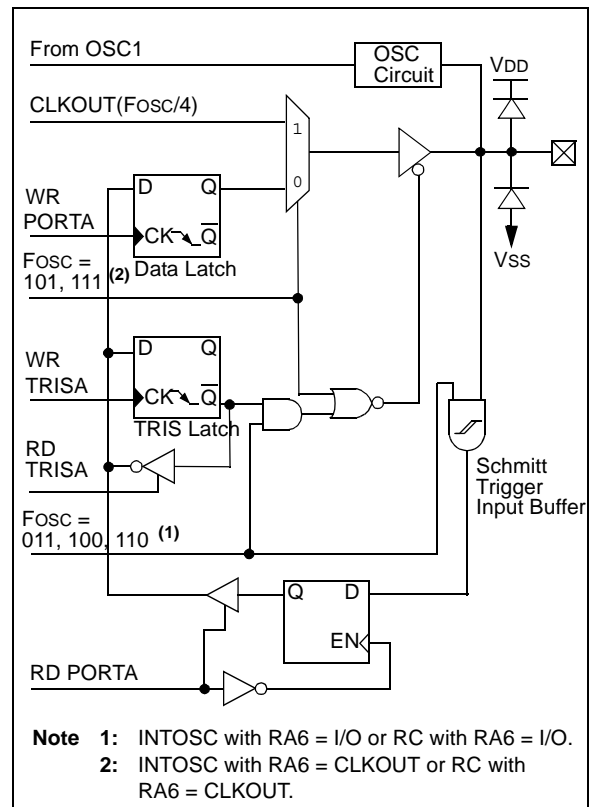 From OSC1
OSC
Circuit
VDD
CLKOUT(FOSC/4)
1
0
D Q
WR
PORTA
CK Q
Data Latch
VSS
FOSC =
101, 111 (2)
D Q
WR
TRISA
CK Q
TRIS Latch
RD
TRISA
Schmitt
Trigger
Input Buffer
FOSC =
011, 100, 110 (1)
Q D
EN
RD PORTA
Note 1: INTOSC with RA6 = I/O or RC with RA6 = I/O.
2: INTOSC with RA6 = CLKOUT or RC with
RA6 = CLKOUT.